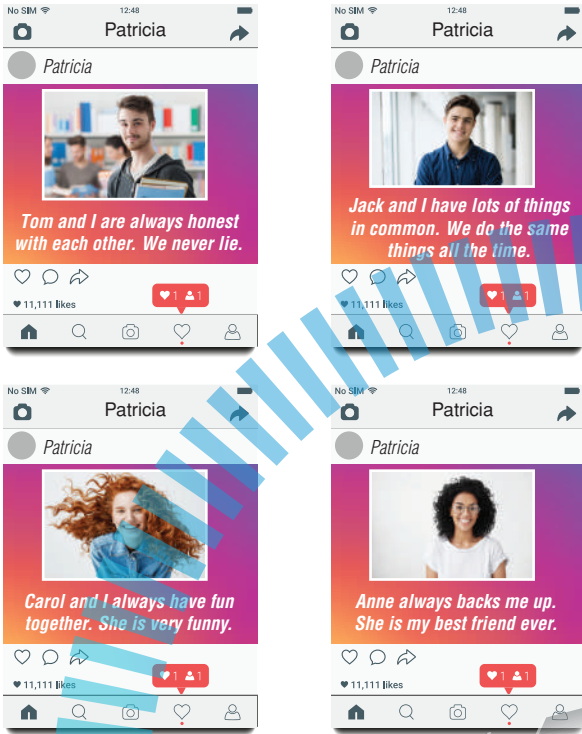 No SIM 12:48
Patricia
Patricia
Tom and I are always honest
with each other. We never lie.
11,111 likes
1 1
No SIM 12:48
Patricia
Patricia
Jack and I have lots of things
in common. We do the same
things all the time.
11,111 likes
1 1
No SIM 12:48
Patricia
Patricia
Carol and I always have fun
together. She is very funny.
11,111 likes
1 1
No SIM 12:48
Patricia
Patricia
Anne always backs me up.
She is my best friend ever.
11,111 likes
1 1